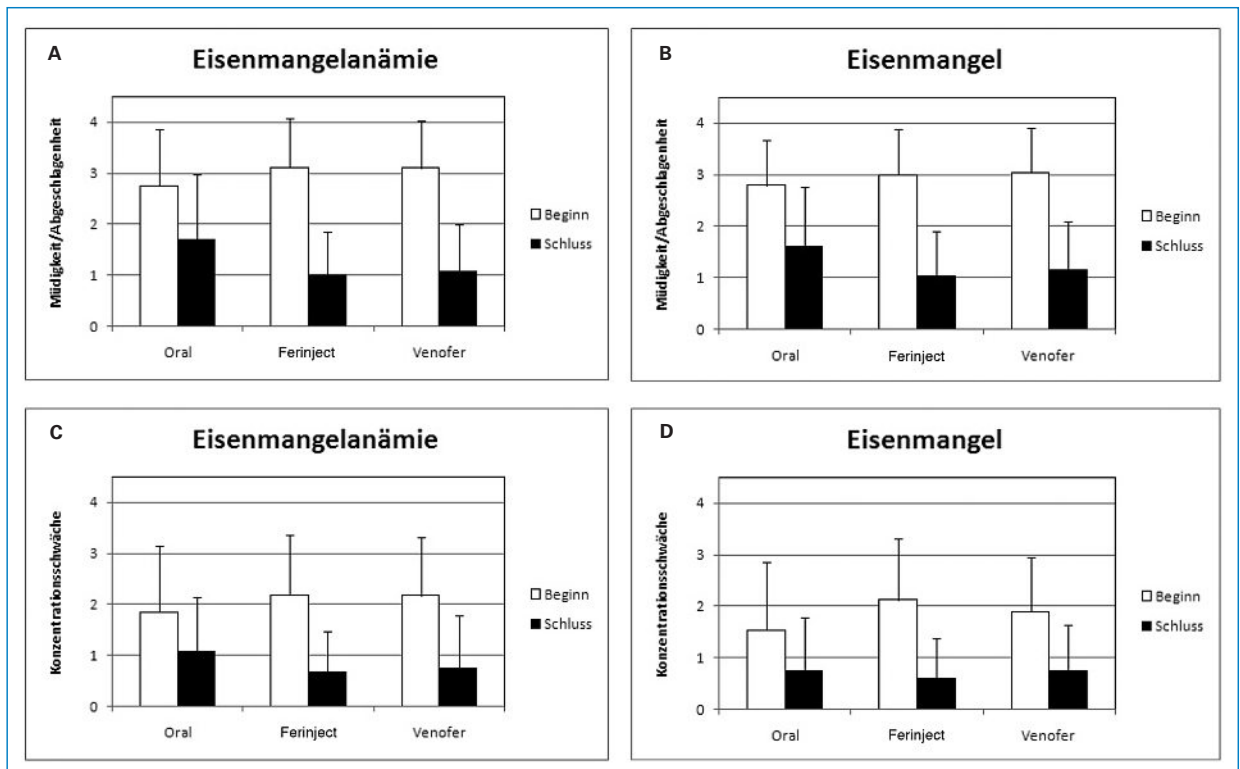 A
Eisenmangelanämie
Müdigkeit/Abgeschlagenheit
4
3
2
1
0
Oral
Ferinject
Venofer
Beginn
Schluss
B
Eisenmangel
Müdigkeit/Abgeschlagenheit
4
3
2
1
0
Oral
Ferinject
Venofer
Beginn
Schluss
C
Eisenmangelanämie
Konzentrationsschwäche
4
3
2
1
0
Oral
Ferinject
Venofer
Beginn
Schluss
D
Eisenmangel
Konzentrationsschwäche
4
3
2
1
0
Oral
Ferinject
Venofer
Beginn
Schluss